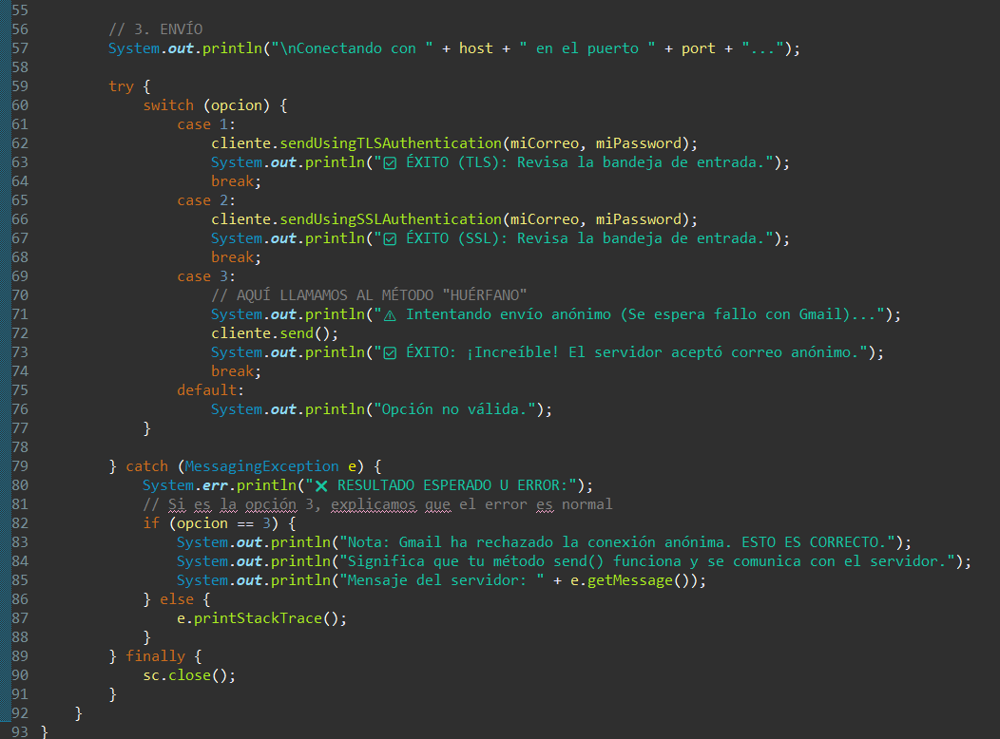 55
56 // 3. ENVÍO
57 System.out.println("\nConectando con " + host + " en el puerto " + port + "...");
58
59 try {
60 switch (opcion) {
61 case 1:
62 cliente.sendUsingTLSAuthentication(miCorreo, miPassword);
63 System.out.println("✅ ÉXITO (TLS): Revisa la bandeja de entrada.");
64 break;
65 case 2:
66 cliente.sendUsingSSLAuthentication(miCorreo, miPassword);
67 System.out.println("✅ ÉXITO (SSL): Revisa la bandeja de entrada.");
68 break;
69 case 3:
70 // AQUÍ LLAMAMOS AL MÉTODO "HUÉRFANO"
71 System.out.println("⚠ Intentando envío anónimo (Se espera fallo con Gmail)...");
72 cliente.send();
73 System.out.println("✅ ÉXITO: ¡Increíble! El servidor aceptó correo anónimo.");
74 break;
75 default:
76 System.out.println("Opción no válida.");
77 }
78
79 } catch (MessagingException e) {
80 System.err.println("❌ RESULTADO ESPERADO U ERROR:");
81 // Si es la opción 3, explicamos que el error es normal
82 if (opcion == 3) {
83 System.out.println("Nota: Gmail ha rechazado la conexión anónima. ESTO ES CORRECTO.");
84 System.out.println("Significa que tu método send() funciona y se comunica con el servidor.");
85 System.out.println("Mensaje del servidor: " + e.getMessage());
86 } else {
87 e.printStackTrace();
88 }
89 } finally {
90 sc.close();
91 }
92 }
93 }